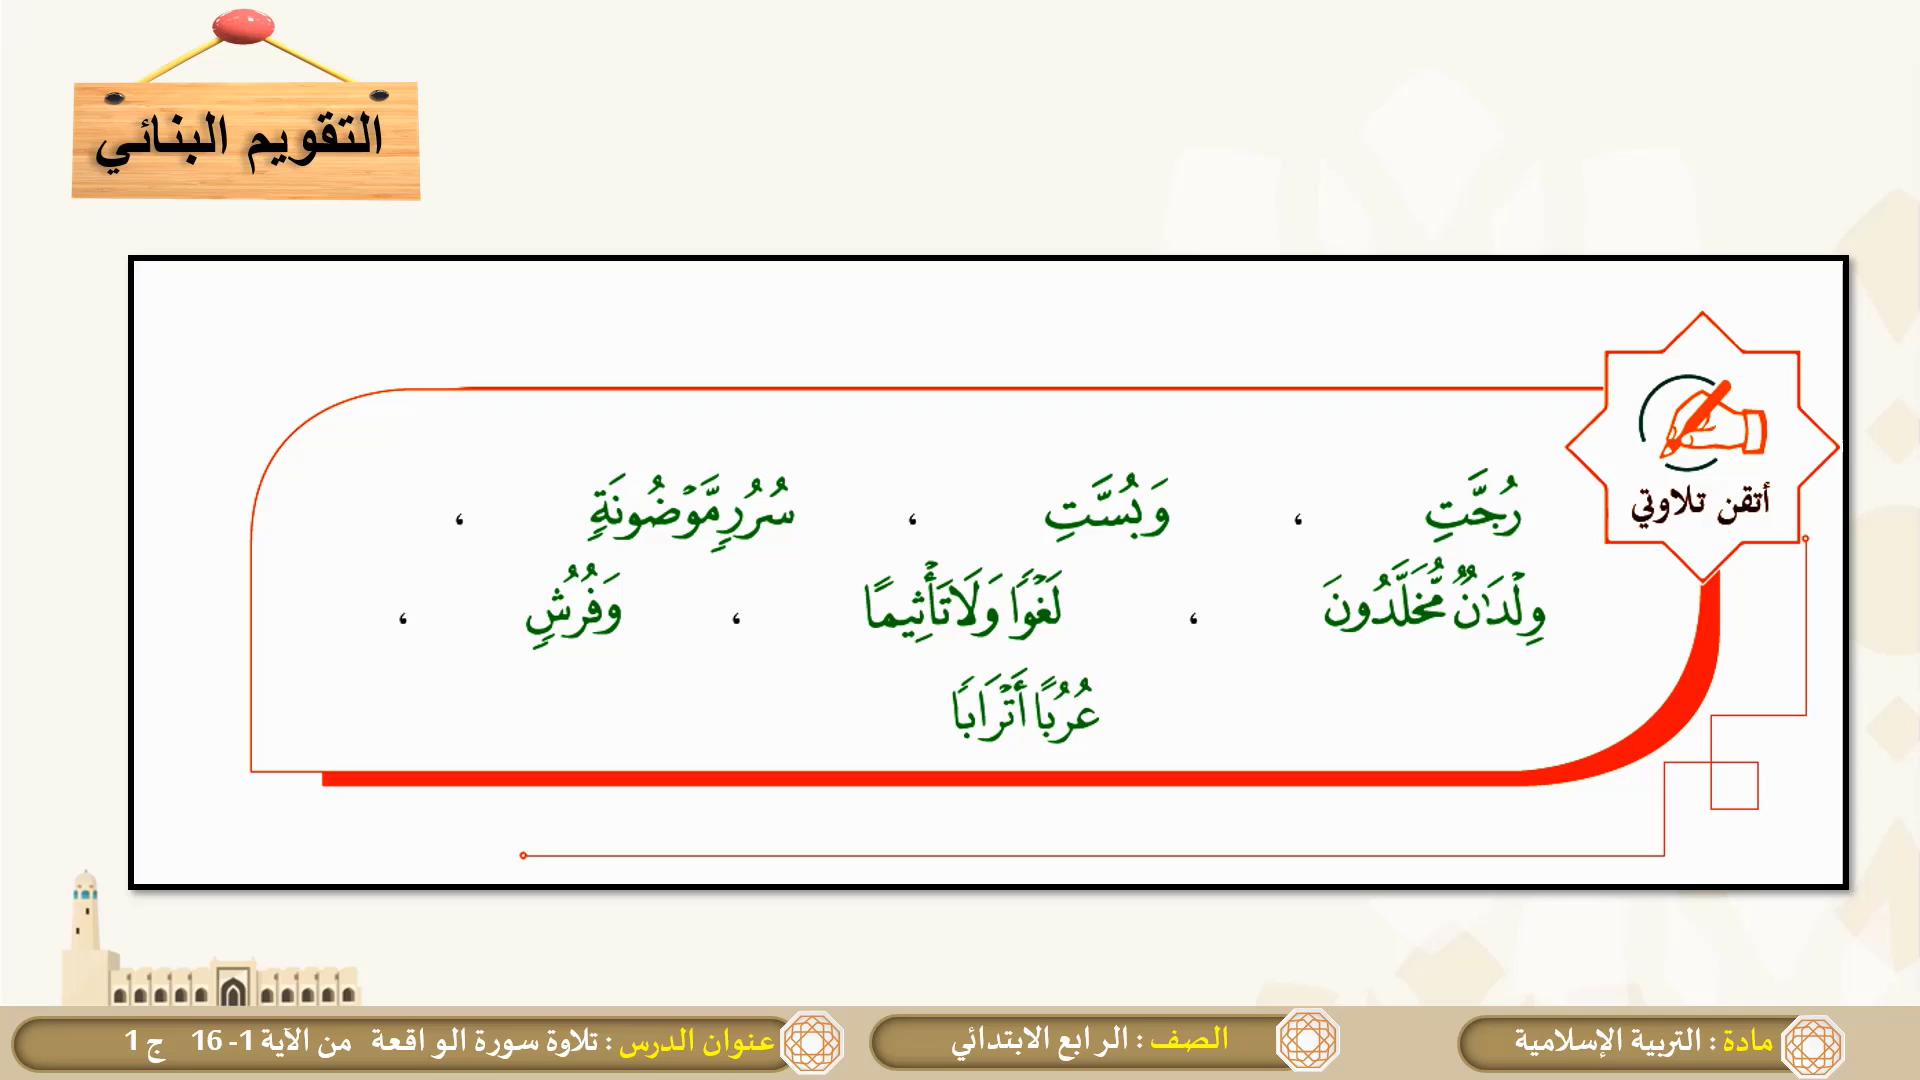 التقويم البنائي
أتقن تلاوتي
رُجَّتِ ، وَبُسَّتِ ، سُرُرٍ مَّوْضُونَةٍ ،
وِلْدَٰنٌ مُّخَلَّدُونَ ، لَغْوًا وَلَا تَأْثِيمًا ، وَفُرُشٍ ،
عُرُبًا أَتْرَابًا
مادة : التربية الإسلامية
الصف : الرابع الابتدائي
عنوان الدرس : تلاوة سورة الواقعة من الآية 1- 16 ج 1